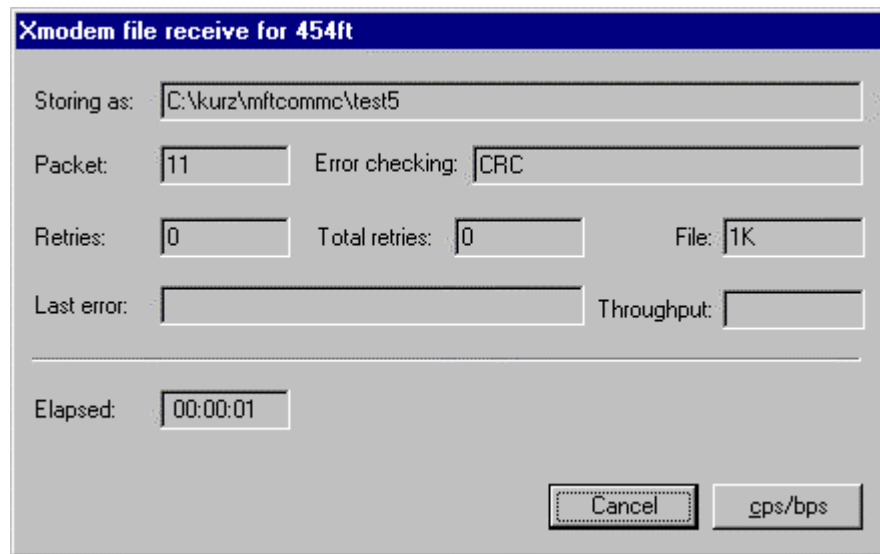 Xmodem file receive for 454ft
Storing as: C:\kurz\mftcommc\test5
Packet: 11 Error checking: CRC
Retries: 0 Total retries: 0 File: 1K
Last error: Throughput:
Elapsed: 00:00:01
Cancel cps/bps